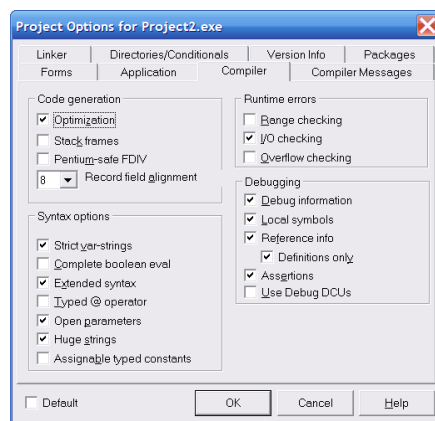 Project Options for Project2.exe
Linker
Directories/Conditionals
Version Info
Packages
Forms
Application
Compiler
Compiler Messages
Code generation
Optimization
Stack frames
Pentium-safe FDIV
8
Record field alignment
Syntax options
Strict var-strings
Complete boolean eval
Extended syntax
Typed @ operator
Open parameters
Huge strings
Assignable typed constants
Runtime errors
Range checking
I/O checking
Overflow checking
Debugging
Debug information
Local symbols
Reference info
Definitions only
Assertions
Use Debug DCUs
Default
OK
Cancel
Help